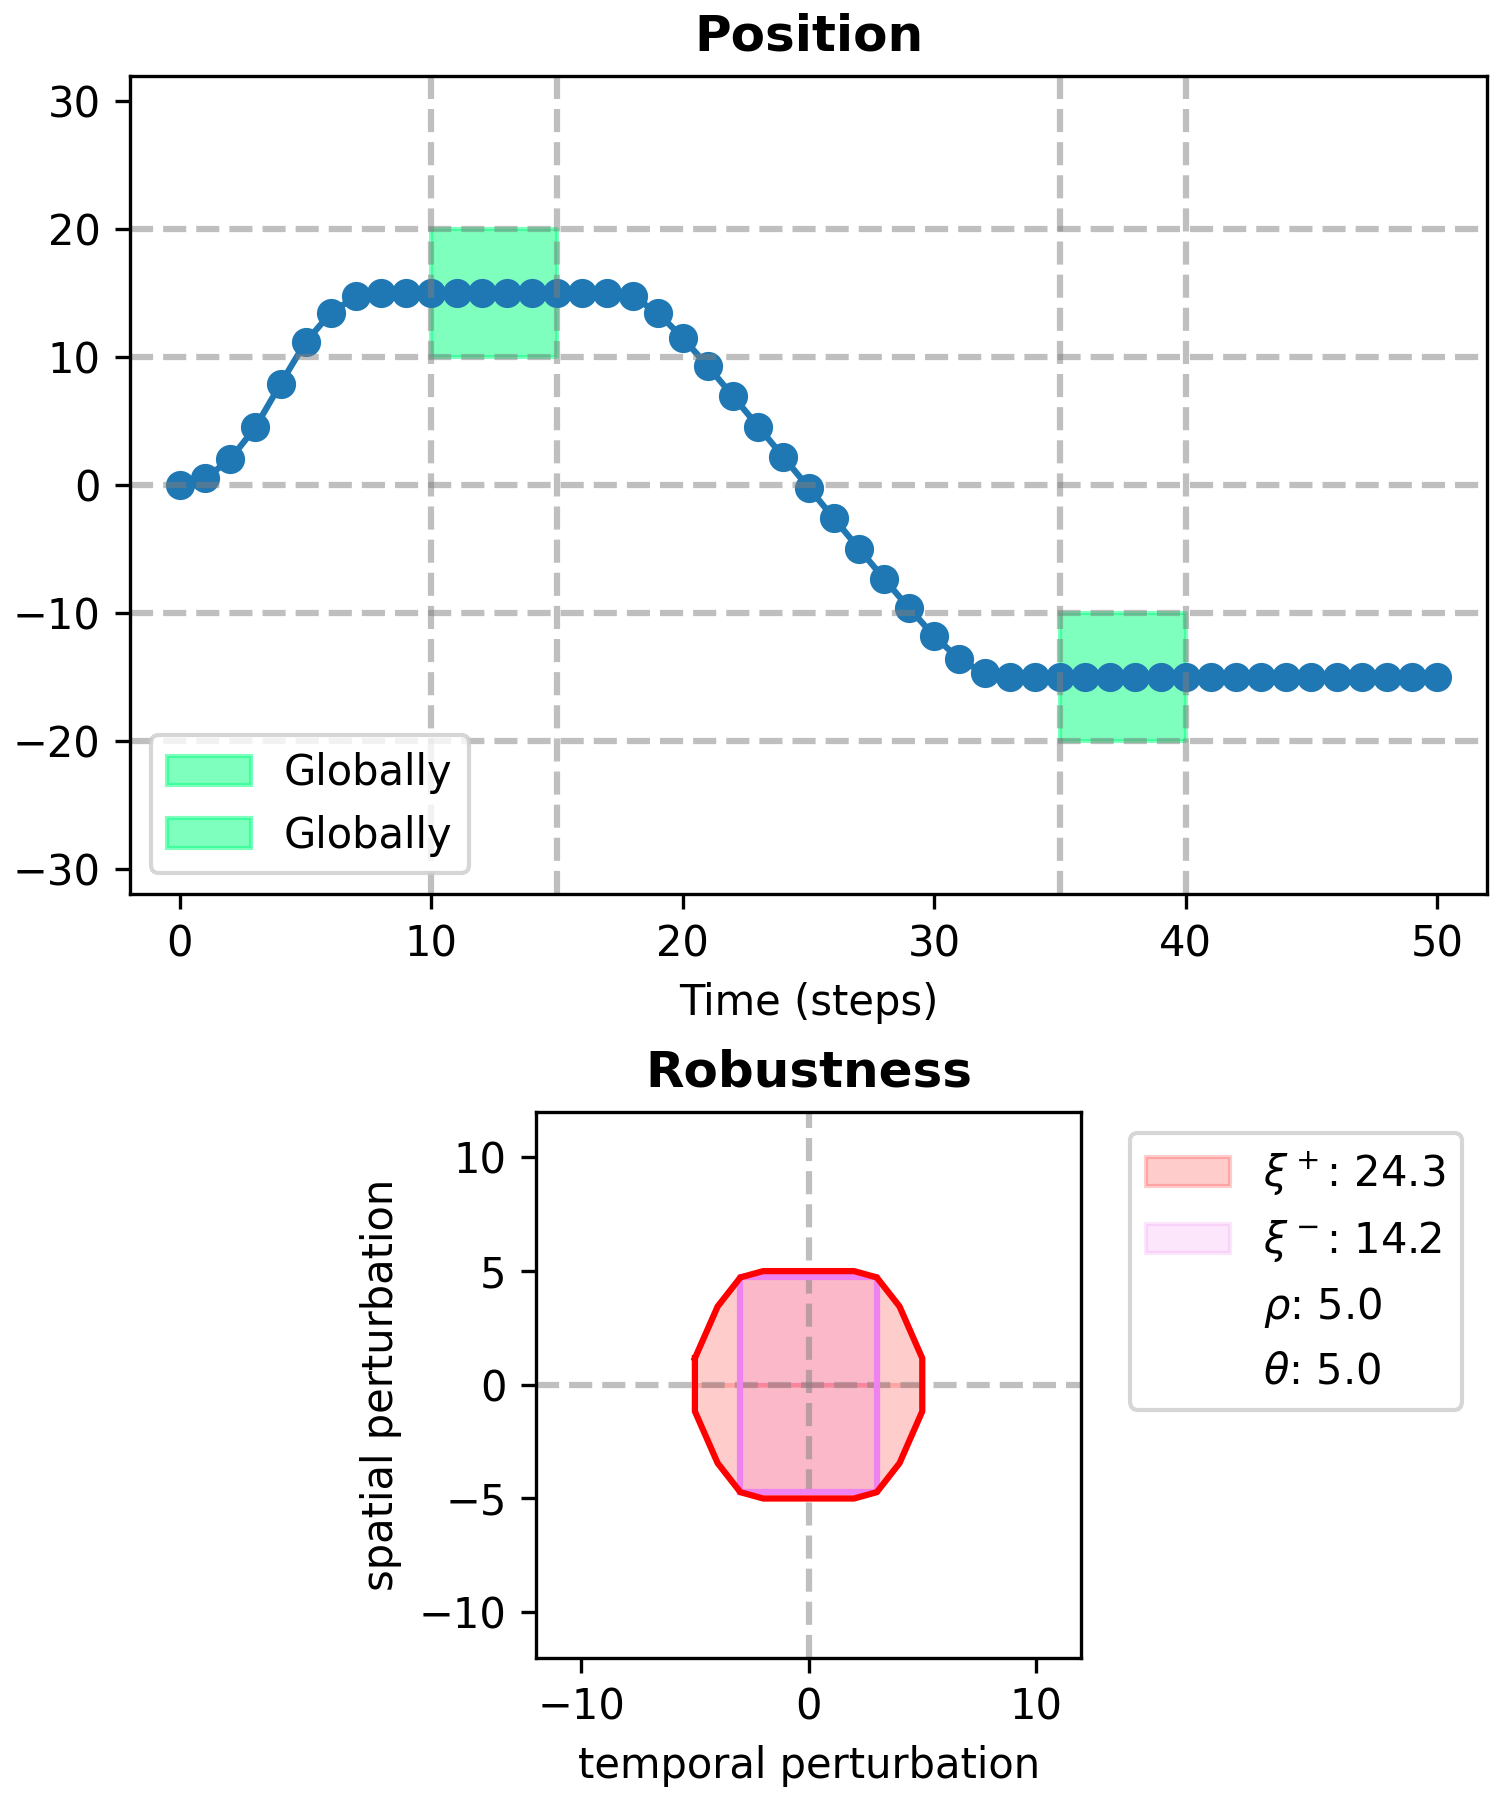 Position
30
20
10
0
−10
−20
−30
Globally
Globally
0 10 20 30 40 50
Time (steps)
Robustness
10
5
0
−5
−10
spatial perturbation
−10 0 10
temporal perturbation
ξ⁺: 24.3
ξ⁻: 14.2
ρ: 5.0
θ: 5.0